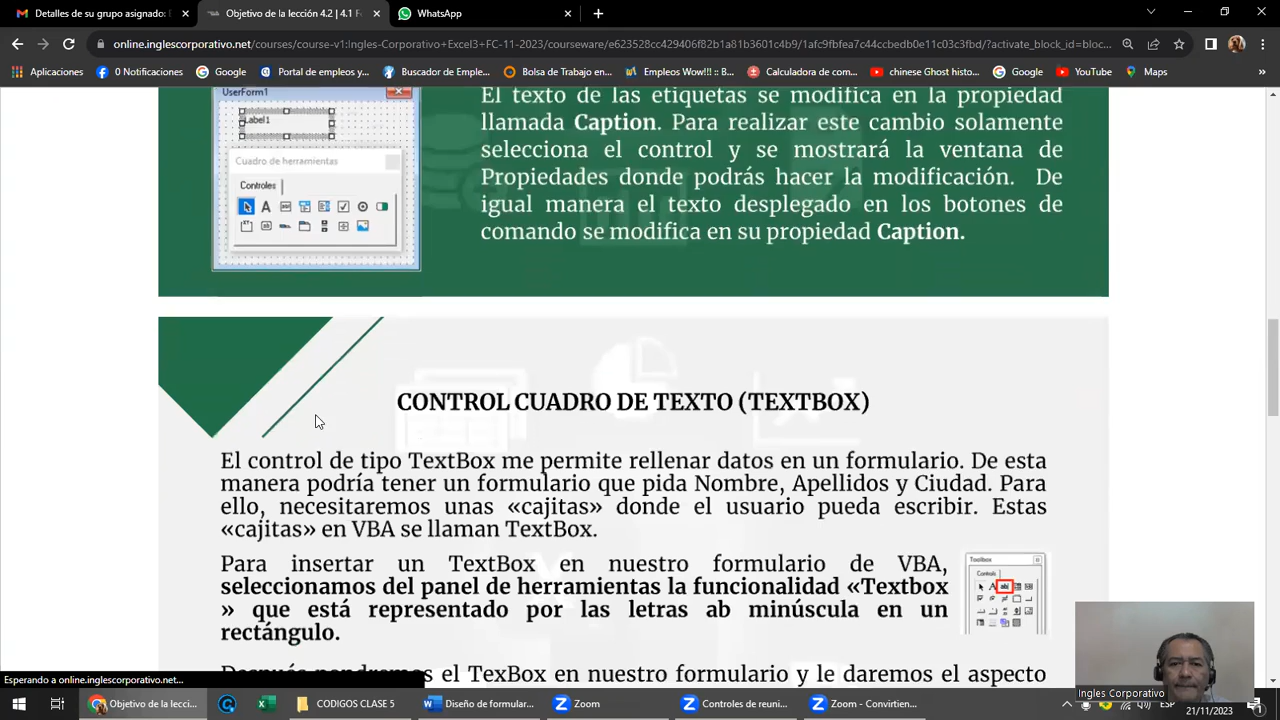 Detalles de su grupo asignado: [
Objetivo de la lección 4.2 | 4.1 F
WhatsApp
online.inglescorporativo.net/courses/course-v1:Ingles-Corporativo+Excel3+FC-11-2023/courseware/e623528cc429406f82b1a81b3601c4b9/1afc9fbfea7c44ccbedb0e11c03c3fbd/?activate_block_id=bloc...
Aplicaciones
0 Notificaciones
Google
Portal de empleos y...
Buscador de Empleo...
Bolsa de Trabajo en...
Empleos Wow!!! :: B...
Calculadora de com...
chinese Ghost histo...
Google
YouTube
Maps
UserForm1
Label1
Cuadro de herramientas
Controles
El texto de las etiquetas se modifica en la propiedad
llamada Caption. Para realizar este cambio solamente
selecciona el control y se mostrará la ventana de
Propiedades donde podrás hacer la modificación. De
igual manera el texto desplegado en los botones de
comando se modifica en su propiedad Caption.
CONTROL CUADRO DE TEXTO (TEXTBOX)
El control de tipo TextBox me permite rellenar datos en un formulario. De esta
manera podría tener un formulario que pida Nombre, Apellidos y Ciudad. Para
ello, necesitaremos unas «cajitas» donde el usuario pueda escribir. Estas
«cajitas» en VBA se llaman TextBox.
Para insertar un TextBox en nuestro formulario de VBA,
seleccionamos del panel de herramientas la funcionalidad «Textbox
» que está representado por las letras ab minúscula en un
rectángulo.
Toolbox
Controls
Después pondremos el TexBox en nuestro formulario y le daremos el aspecto
Esperando a online.inglescorporativo.net...
Ingles Corporativo
Objetivo de la lecci...
CODIGOS CLASE 5
Diseño de formular...
Zoom
Controles de reuni...
Zoom - Convirtien...
ESP
21/11/2023